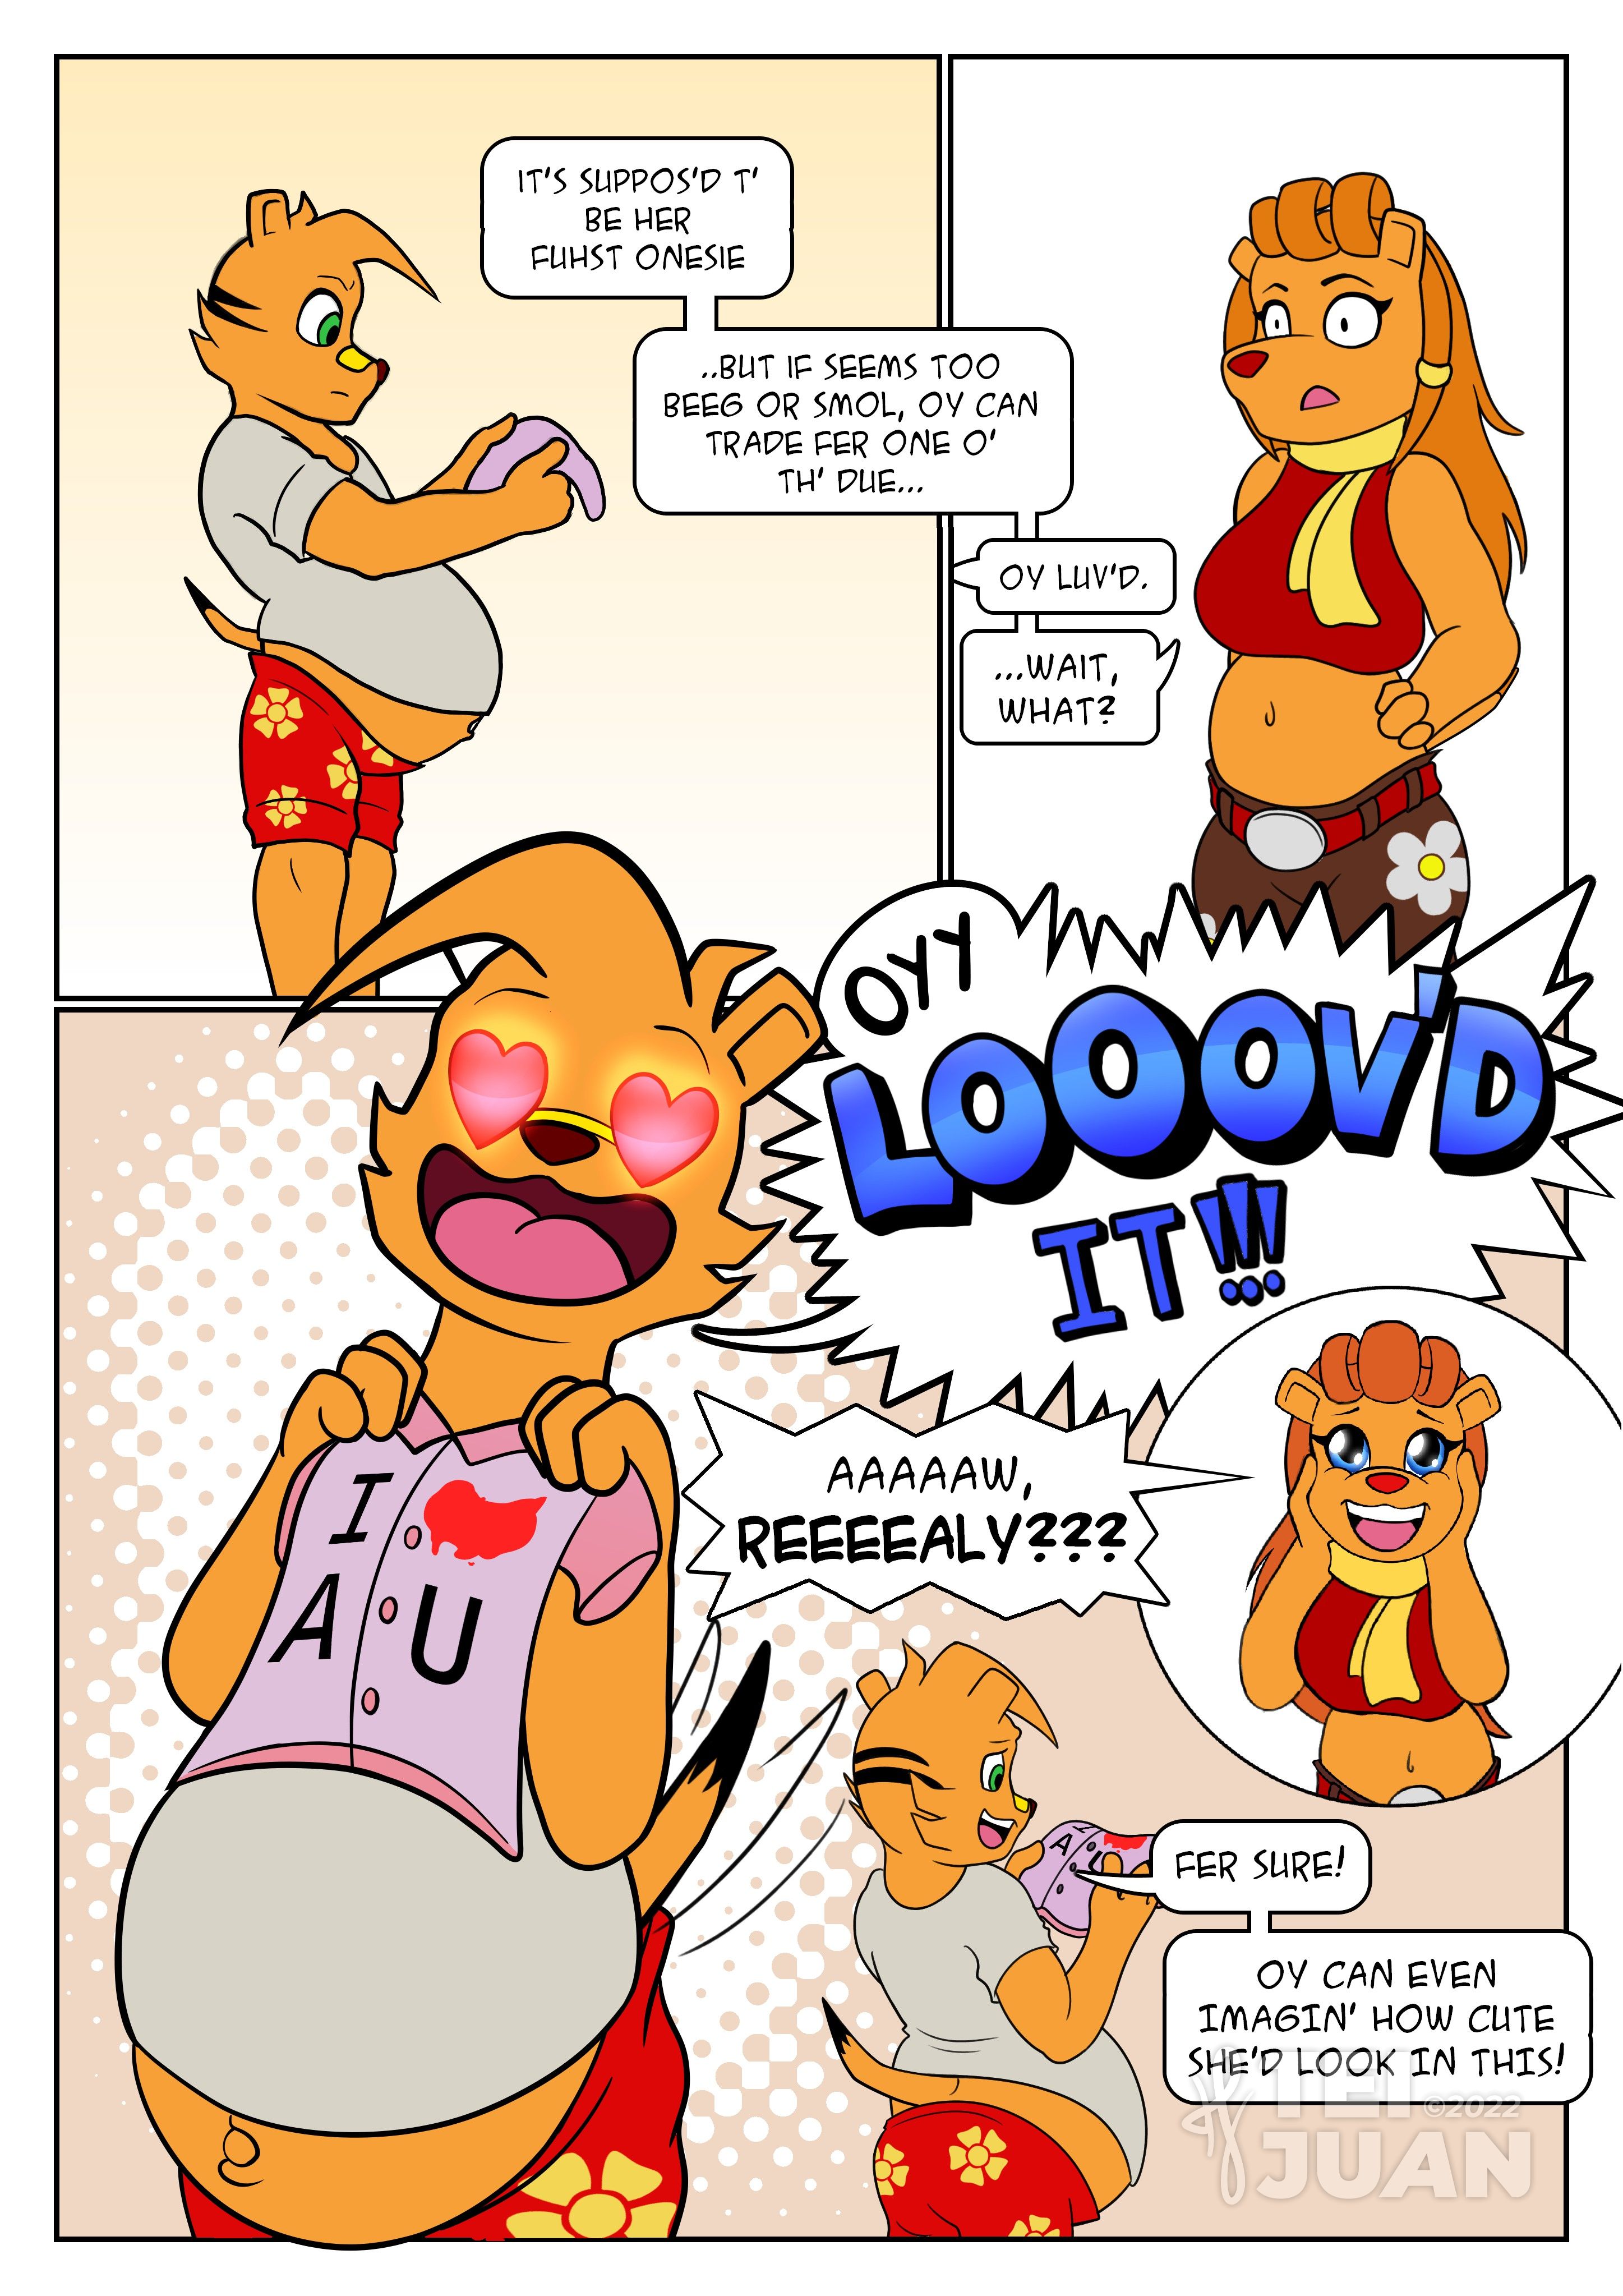 IT'S SUPPOS'D T'
BE HER
FUHST ONESIE
..BUT IF SEEMS TOO
BEEG OR SMOL, OY CAN
TRADE FER ONE O'
TH' DUE...
OY LUV'D.
...WAIT,
WHAT?
OYY
LOOOV'D
IT!!!
AAAAAW,
REEEEALY???
I
A U
A U
FER SURE!
OY CAN EVEN
IMAGIN' HOW CUTE
SHE'D LOOK IN THIS!
TEI ©2022
JUAN